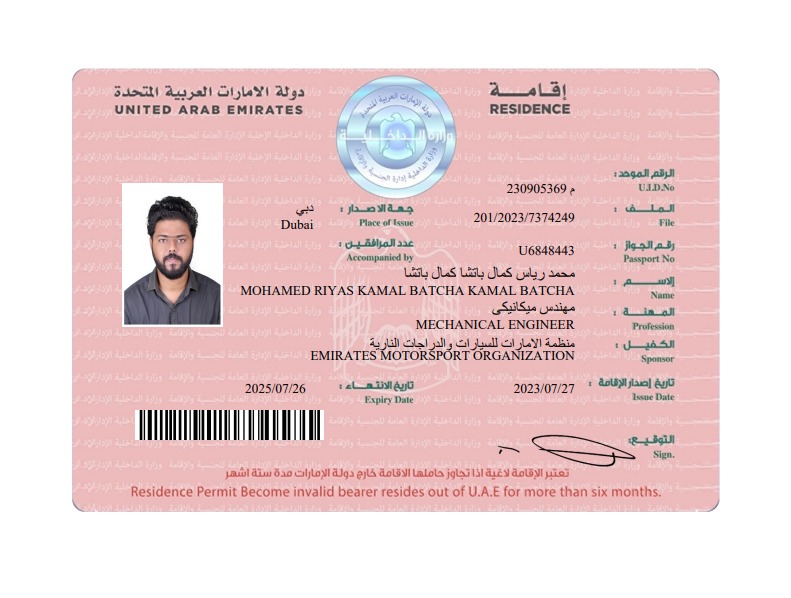 دولة الامارات العربية المتحدة
UNITED ARAB EMIRATES
إقامة
RESIDENCE
وزارة الداخلية
الرقم الموحد :
U.I.D.No
230905369 م
الملف :
File
201/2023/7374249
جهة الاصدار :
Place of Issue
دبي
Dubai
رقم الجواز :
Passport No
U6848443
عدد المرافقين :
Accompanied by
الاسم :
Name
محمد رياس كمال باتشا كمال باتشا
MOHAMED RIYAS KAMAL BATCHA KAMAL BATCHA
المهنة :
Profession
مهندس ميكانيكى
MECHANICAL ENGINEER
الكفيل :
Sponsor
منظمة الامارات للسيارات والدراجات النارية
EMIRATES MOTORSPORT ORGANIZATION
تاريخ إصدار الإقامة :
Issue Date
2023/07/27
تاريخ الانتهاء :
Expiry Date
2025/07/26
التوقيع:
Sign.
تعتبر الإقامة لاغية اذا تجاوز حاملها الاقامة خارج دولة الإمارات مدة ستة اشهر
Residence Permit Become invalid bearer resides out of U.A.E for more than six months.